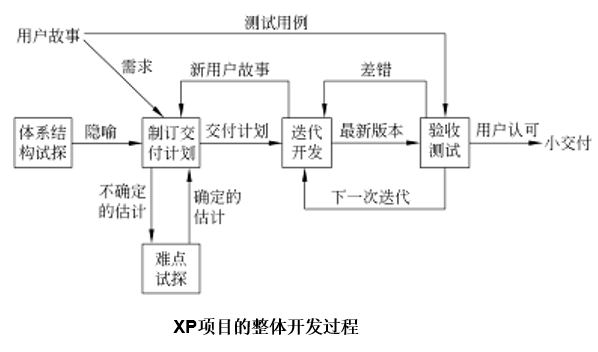 测试用例
用户故事
需求
新用户故事
差错
体系结
构试探
隐喻
制订交
付计划
交付计划
迭代
开发
最新版本
验收
测试
用户认可
小交付
不确定
的估计
确定的
估计
下一次迭代
难点
试探
XP项目的整体开发过程